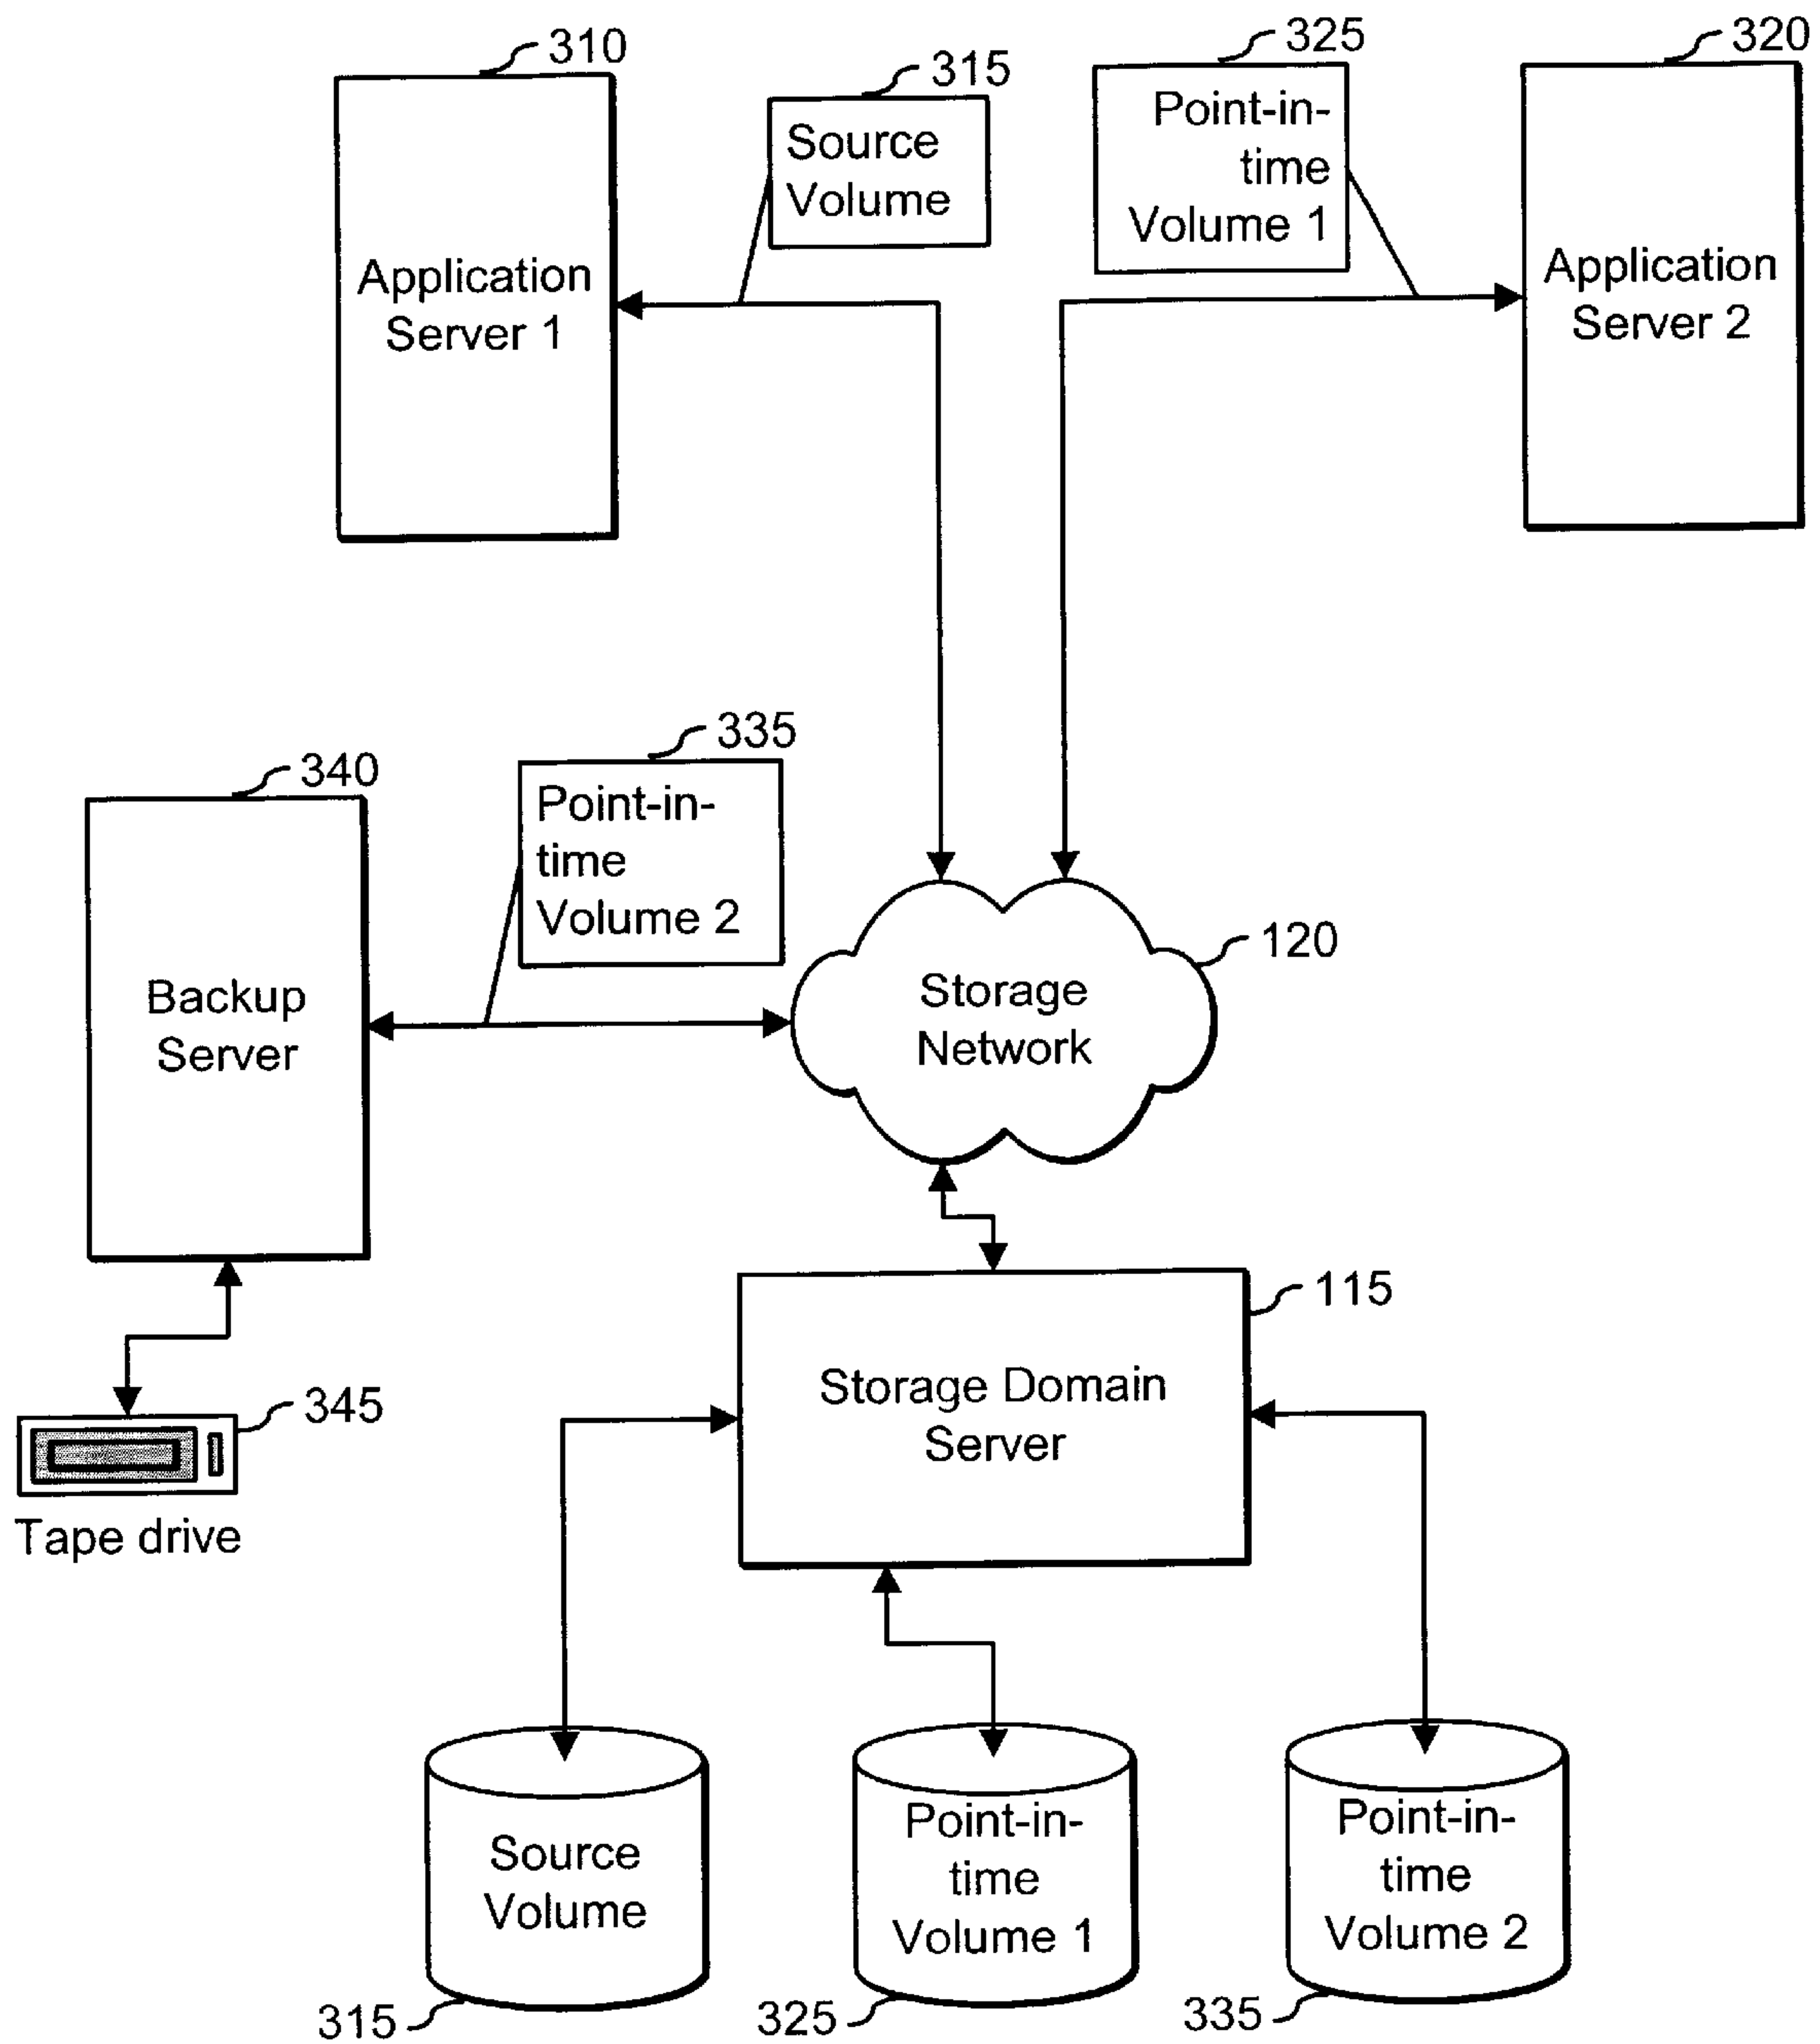 310
315
325
320
Source
Volume
Point-in-
time
Volume 1
Application
Server 1
Application
Server 2
335
340
Point-in-
time
Volume 2
120
Backup
Server
Storage
Network
115
Storage Domain
Server
345
Tape drive
Source
Volume
Point-in-
time
Volume 1
Point-in-
time
Volume 2
315
325
335